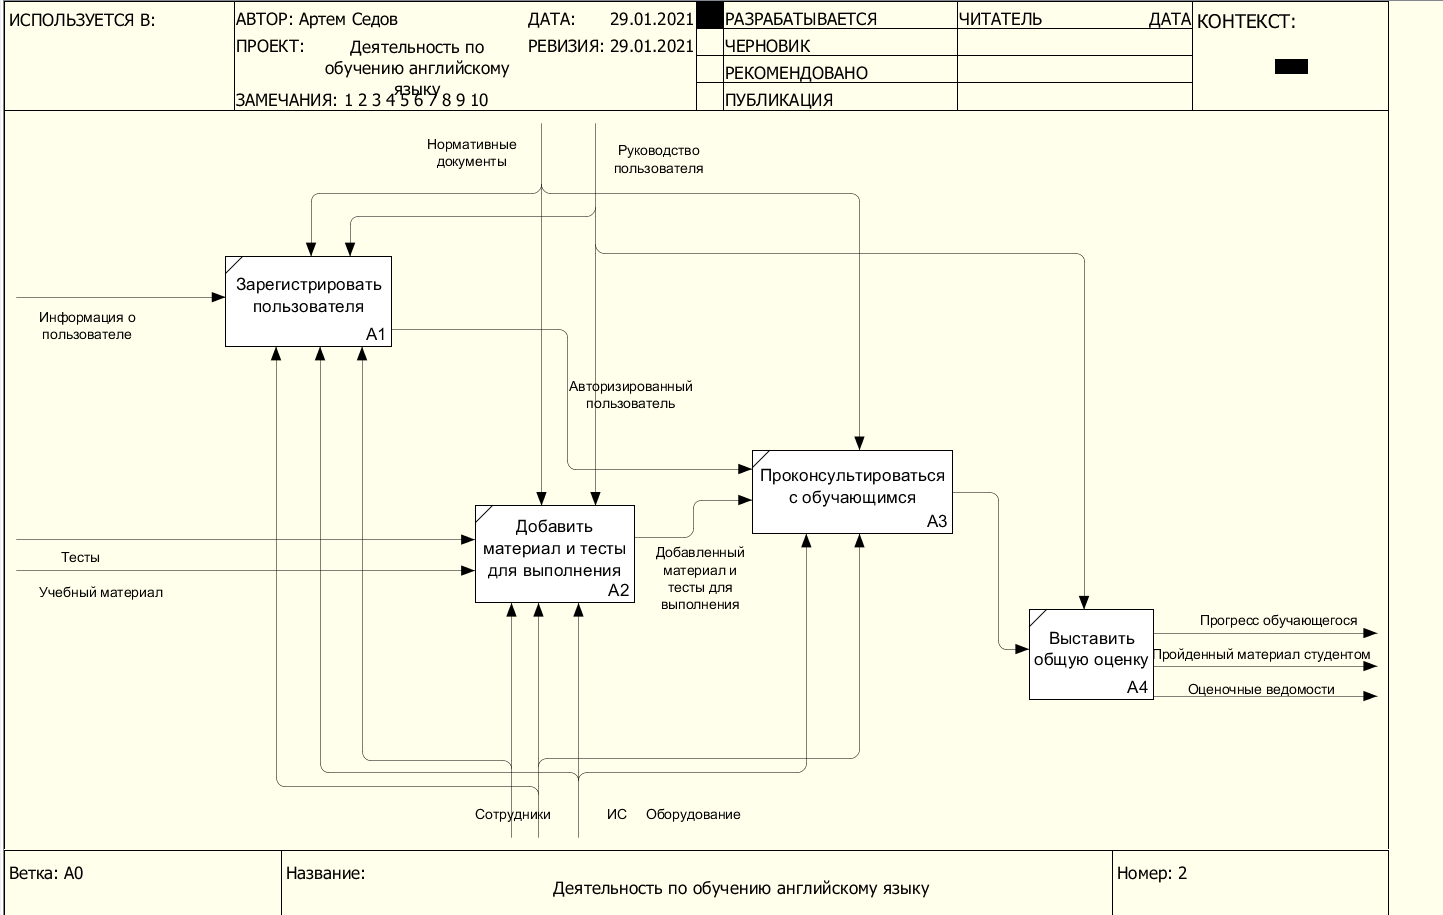 ИСПОЛЬЗУЕТСЯ В:
АВТОР: Артем Седов
ДАТА: 29.01.2021
ПРОЕКТ: Деятельность по
обучению английскому
языку
РЕВИЗИЯ: 29.01.2021
ЗАМЕЧАНИЯ: 1 2 3 4 5 6 7 8 9 10
РАЗРАБАТЫВАЕТСЯ
ЧЕРНОВИК
РЕКОМЕНДОВАНО
ПУБЛИКАЦИЯ
ЧИТАТЕЛЬ ДАТА
КОНТЕКСТ:
Нормативные
документы
Руководство
пользователя
Зарегистрировать
пользователя
A1
Информация о
пользователе
Авторизированный
пользователь
Проконсультироваться
с обучающимся
A3
Добавить
материал и тесты
для выполнения
A2
Тесты
Учебный материал
Добавленный
материал и
тесты для
выполнения
Выставить
общую оценку
A4
Прогресс обучающегося
Пройденный материал студентом
Оценочные ведомости
Сотрудники
ИС
Оборудование
Ветка: A0
Название:
Деятельность по обучению английскому языку
Номер: 2